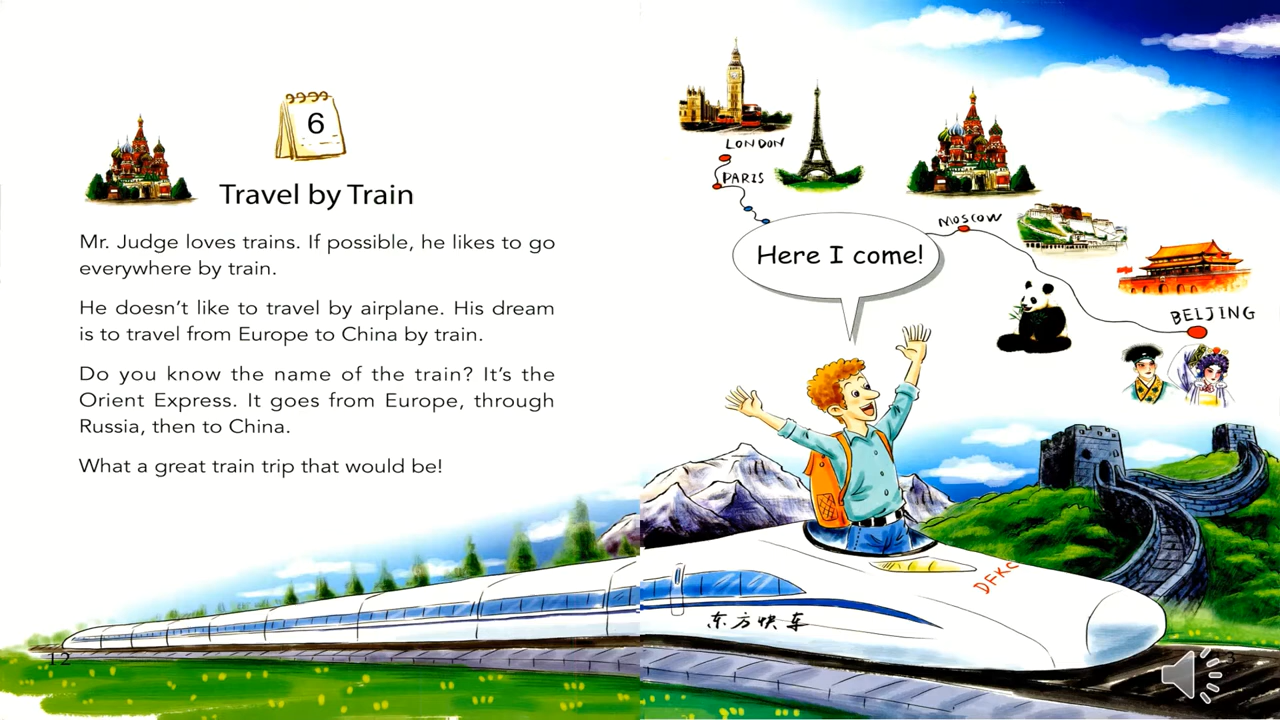 6
Travel by Train
Mr. Judge loves trains. If possible, he likes to go
everywhere by train.
He doesn't like to travel by airplane. His dream
is to travel from Europe to China by train.
Do you know the name of the train? It's the
Orient Express. It goes from Europe, through
Russia, then to China.
What a great train trip that would be!
12
LONDON
PARIS
MOSCOW
BEIJING
Here I come!
DFKC
东方快车